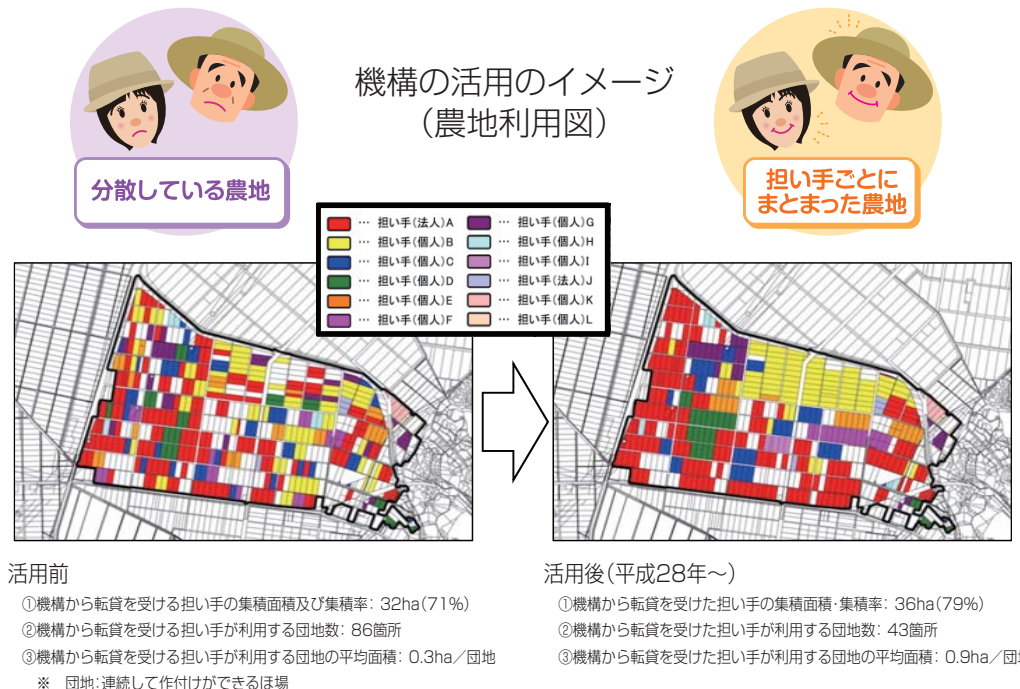 機構の活用のイメージ
（農地利用図）
分散している農地
担い手ごとに
まとまった農地
… 担い手（法人）A
… 担い手（個人）B
… 担い手（個人）C
… 担い手（個人）D
… 担い手（個人）E
… 担い手（個人）F
… 担い手（個人）G
… 担い手（個人）H
… 担い手（個人）I
… 担い手（法人）J
… 担い手（個人）K
… 担い手（個人）L
活用前
①機構から転貸を受ける担い手の集積面積及び集積率：32ha（71%）
②機構から転貸を受ける担い手が利用する団地数：86箇所
③機構から転貸を受ける担い手が利用する団地の平均面積：0.3ha／団地
※　団地：連続して作付けができるほ場
活用後（平成28年～）
①機構から転貸を受けた担い手の集積面積・集積率：36ha（79%）
②機構から転貸を受けた担い手が利用する団地数：43箇所
③機構から転貸を受けた担い手が利用する団地の平均面積：0.9ha／団